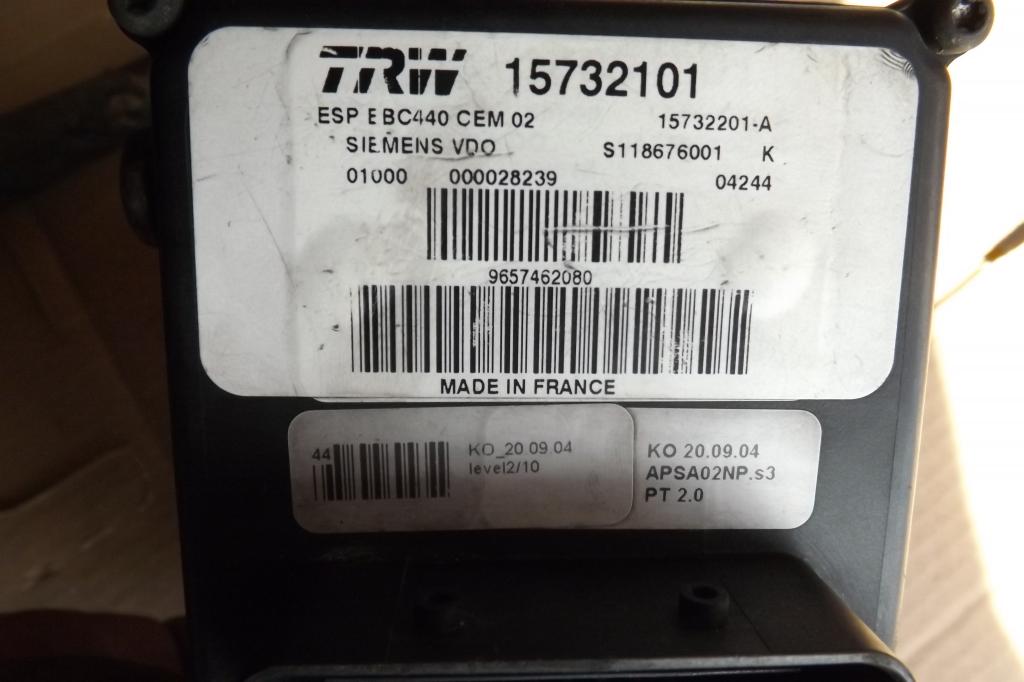 TRW 15732101
ESP EBC440 CEM 02 15732201-A
SIEMENS VDO S118676001 K
01000 000028239 04244
9657462080
MADE IN FRANCE
44 KO_20 09.04
level2/10
KO 20.09.04
APSA02NP.s3
PT 2.0